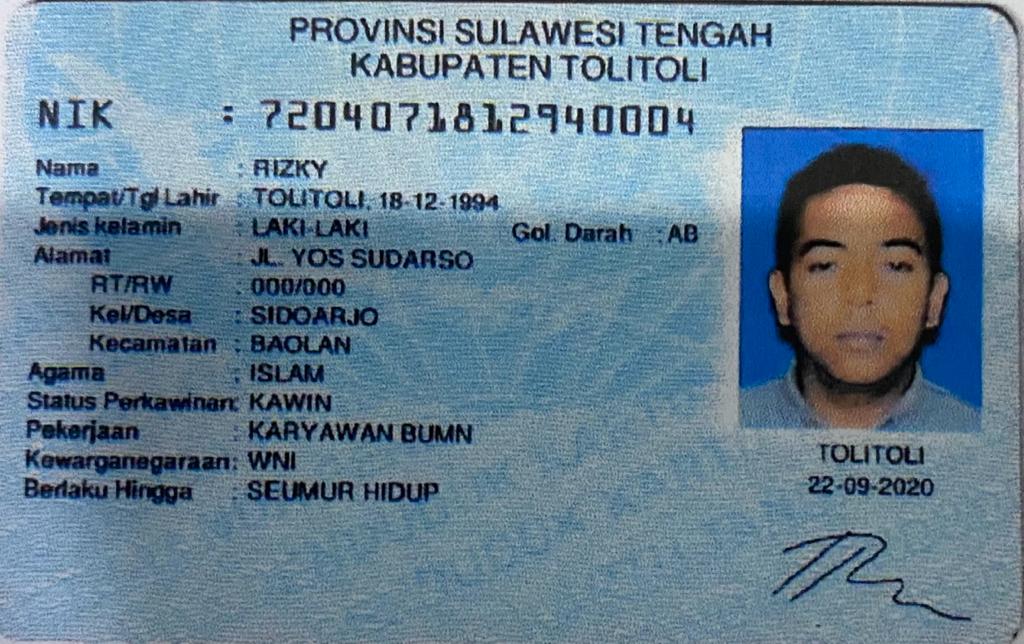 PROVINSI SULAWESI TENGAH
KABUPATEN TOLITOLI
NIK : 7204071812940004
Nama : RIZKY
Tempat/Tgl Lahir : TOLITOLI, 18-12-1994
Jenis kelamin : LAKI-LAKI Gol. Darah : AB
Alamat : JL. YOS SUDARSO
RT/RW : 000/000
Kel/Desa : SIDOARJO
Kecamatan : BAOLAN
Agama : ISLAM
Status Perkawinan: KAWIN
Pekerjaan : KARYAWAN BUMN
Kewarganegaraan: WNI
Berlaku Hingga : SEUMUR HIDUP
TOLITOLI
22-09-2020